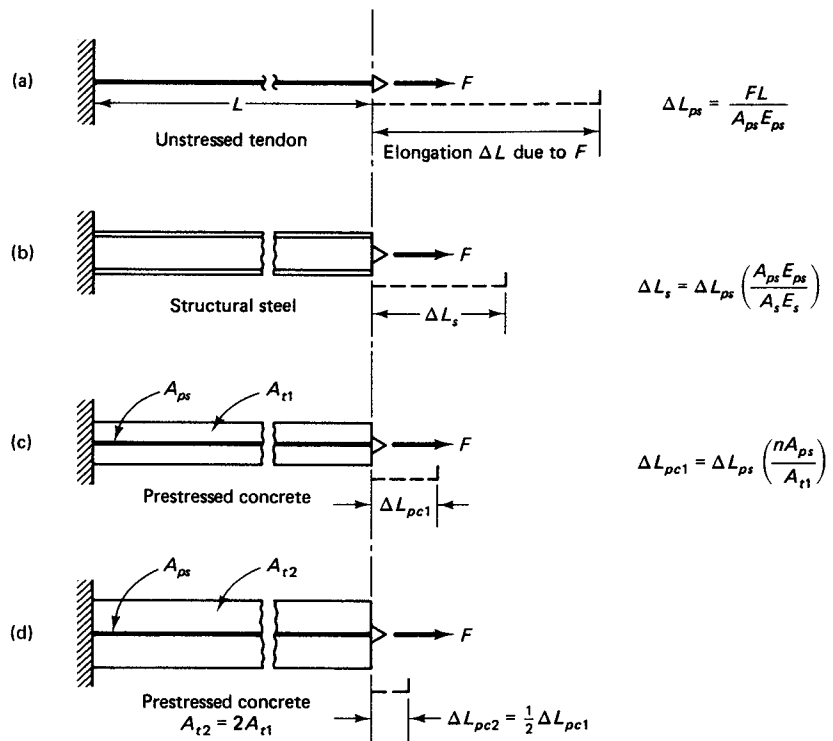 (a)
F
L
Unstressed tendon
Elongation ΔL due to F
ΔL_ps = FL / A_ps E_ps
(b)
F
Structural steel
ΔL_s
ΔL_s = ΔL_ps (A_ps E_ps / A_s E_s)
A_ps
A_t1
(c)
F
Prestressed concrete
ΔL_pc1
ΔL_pc1 = ΔL_ps (nA_ps / A_t1)
A_ps
A_t2
(d)
F
Prestressed concrete
A_t2 = 2A_t1
ΔL_pc2 = 1/2 ΔL_pc1